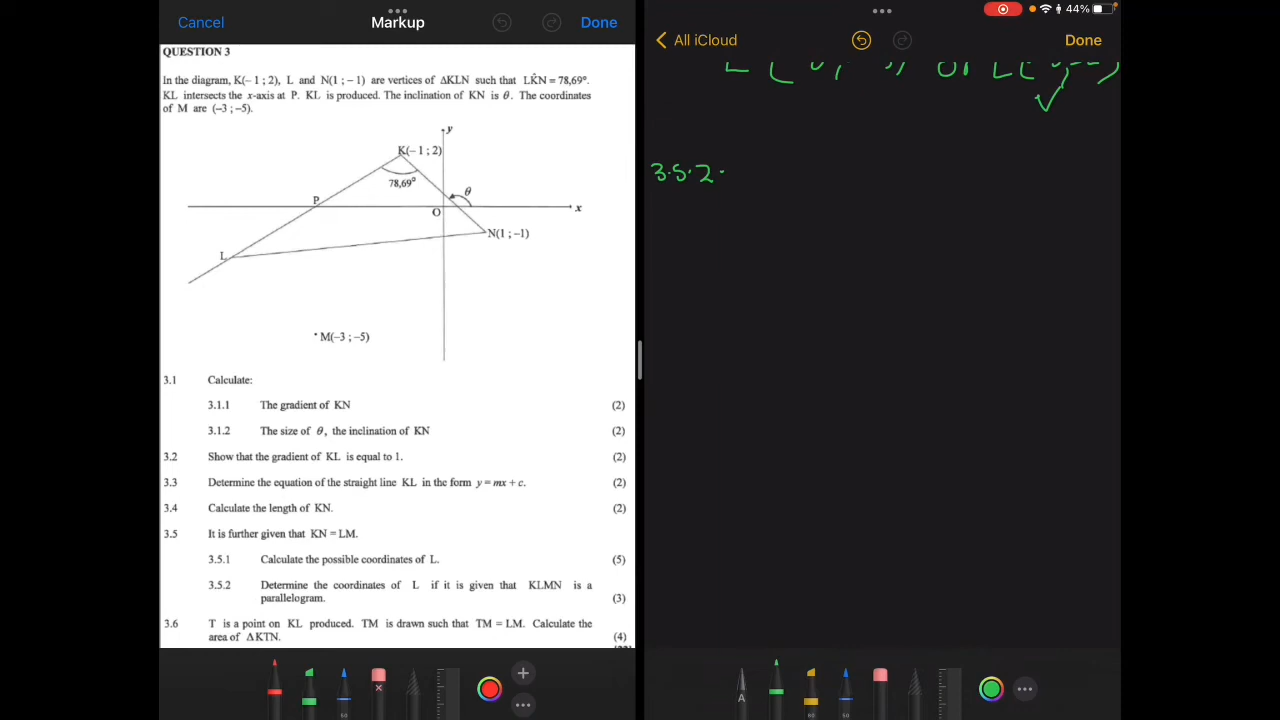 Cancel
Markup
Done
QUESTION 3
In the diagram, K(– 1 ; 2), L and N(1 ; – 1) are vertices of ΔKLN such that LK̂N = 78,69°.
KL intersects the x-axis at P. KL is produced. The inclination of KN is θ. The coordinates
of M are (–3 ; –5).
y
K(– 1 ; 2)
78,69°
θ
P
O
x
N(1 ; –1)
L
M(–3 ; –5)
3.1 Calculate:
3.1.1 The gradient of KN (2)
3.1.2 The size of θ, the inclination of KN (2)
3.2 Show that the gradient of KL is equal to 1. (2)
3.3 Determine the equation of the straight line KL in the form y = mx + c. (2)
3.4 Calculate the length of KN. (2)
3.5 It is further given that KN = LM.
3.5.1 Calculate the possible coordinates of L. (5)
3.5.2 Determine the coordinates of L if it is given that KLMN is a
parallelogram. (3)
3.6 T is a point on KL produced. TM is drawn such that TM = LM. Calculate the
area of ΔKTN. (4)
44%
All iCloud
Done
3.5.2.